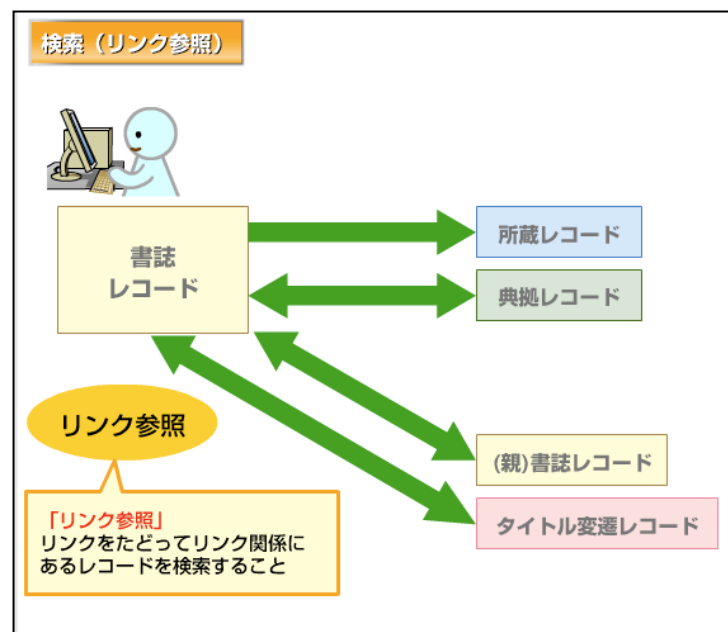 検索（リンク参照）
書誌
レコード
所蔵レコード
典拠レコード
(親)書誌レコード
タイトル変遷レコード
リンク参照
「リンク参照」
リンクをたどってリンク関係に
あるレコードを検索すること